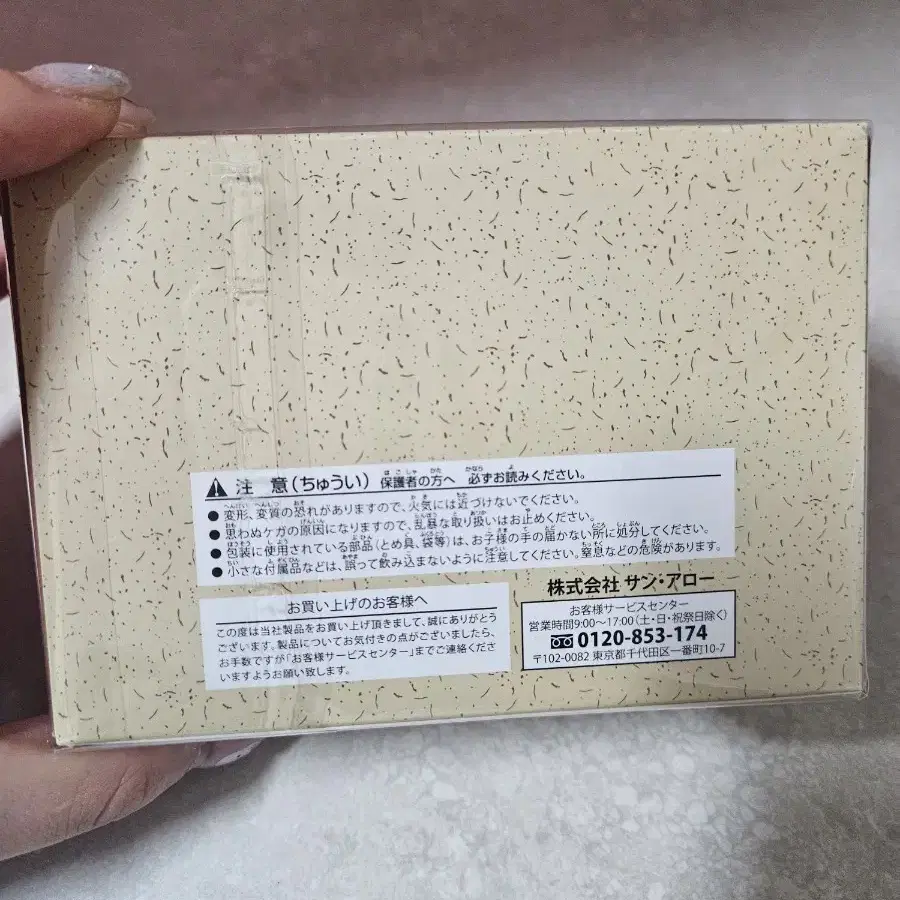 注 意(ちゅうい) 保護者の方へ 必ずお読みください。
●変形、変質の恐れがありますので、火気には近づけないでください。
●思わぬケガの原因になりますので、乱暴な取り扱いはお止めください。
●包装に使用されている部品(とめ具、袋等)は、お子様の手の届かない所に処分してください。
●小さな付属品などは、誤って飲み込まないように注意してください。窒息などの危険があります。
お買い上げのお客様へ
この度は当社製品をお買い上げ頂きまして、誠にありがとう
ございます。製品についてお気付きの点がございましたら、
お手数ですが「お客様サービスセンター」までご連絡くださ
いますようお願い致します。
株式会社 サン・アロー
お客様サービスセンター
営業時間9:00〜17:00(土・日・祝祭日除く)
0120-853-174
〒102-0082 東京都千代田区一番町10-7